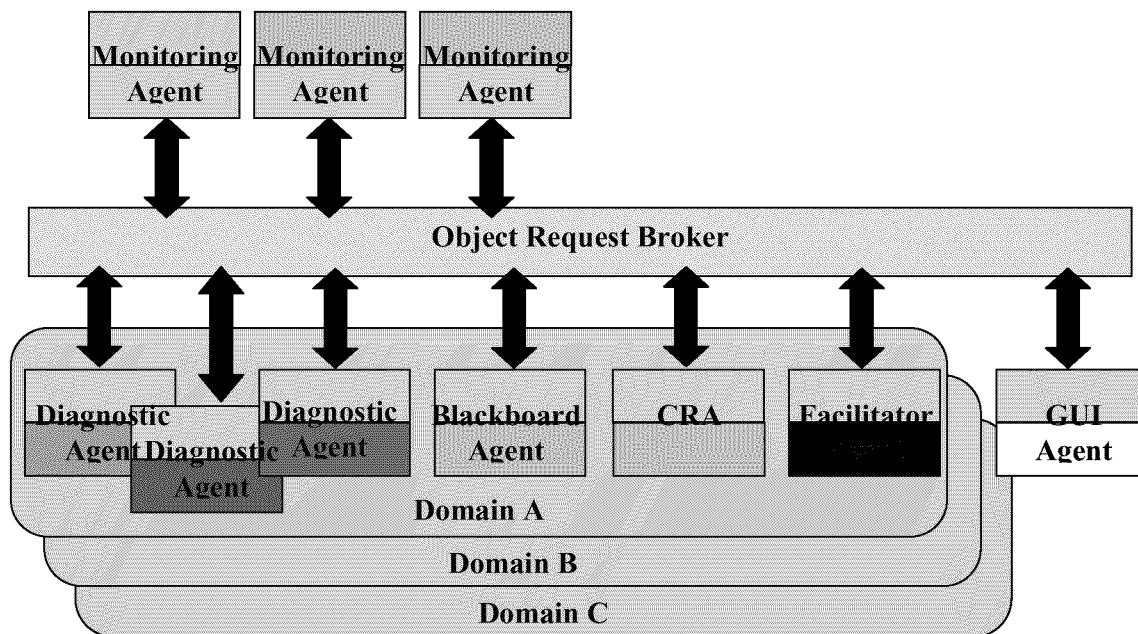 Monitoring
Agent
Monitoring
Agent
Monitoring
Agent
Object Request Broker
Diagnostic
Agent
Diagnostic
Agent
Diagnostic
Agent
Blackboard
Agent
CRA
Facilitator
GUI
Agent
Domain A
Domain B
Domain C